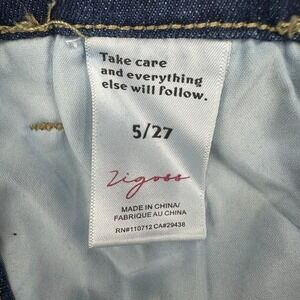 Take care
and everything
else will follow.
5/27
Zigoss
MADE IN CHINA/
FABRIQUE AU CHINA
RN#110712 CA#29438